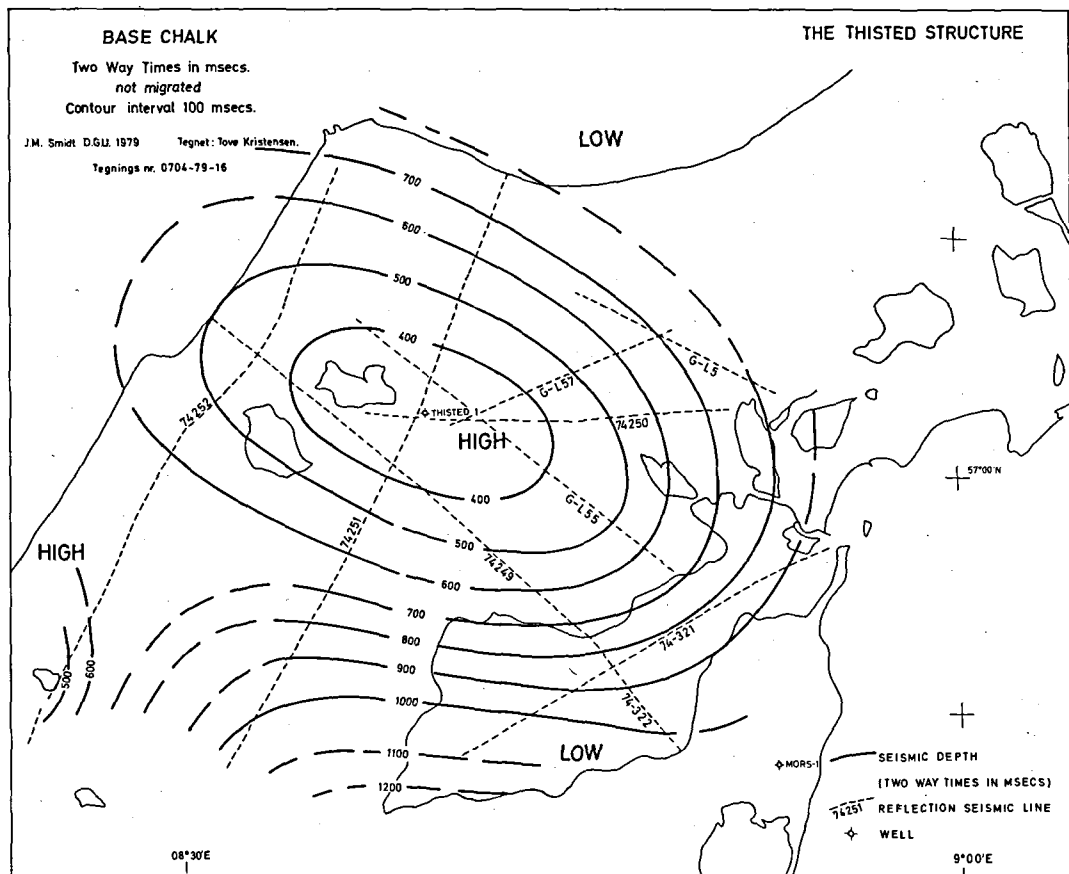 BASE CHALK
Two Way Times in msecs.
not migrated
Contour interval 100 msecs.
J.M. Smidt D.G.U. 1979 Tegnet: Tove Kristensen.
Tegnings nr. 0704-79-16
THE THISTED STRUCTURE
LOW
700
600
500
400
74252
THISTED 1
HIGH
G-L57
G-L5
74250
400
G-L55
57°00'N
74251
500
74249
600
HIGH
700
800
900
1000
500
600
74-321
74-322
1100
LOW
1200
MORS-1
SEISMIC DEPTH
(TWO WAY TIMES IN MSECS)
74251 REFLECTION SEISMIC LINE
WELL
08°30'E
9°00'E